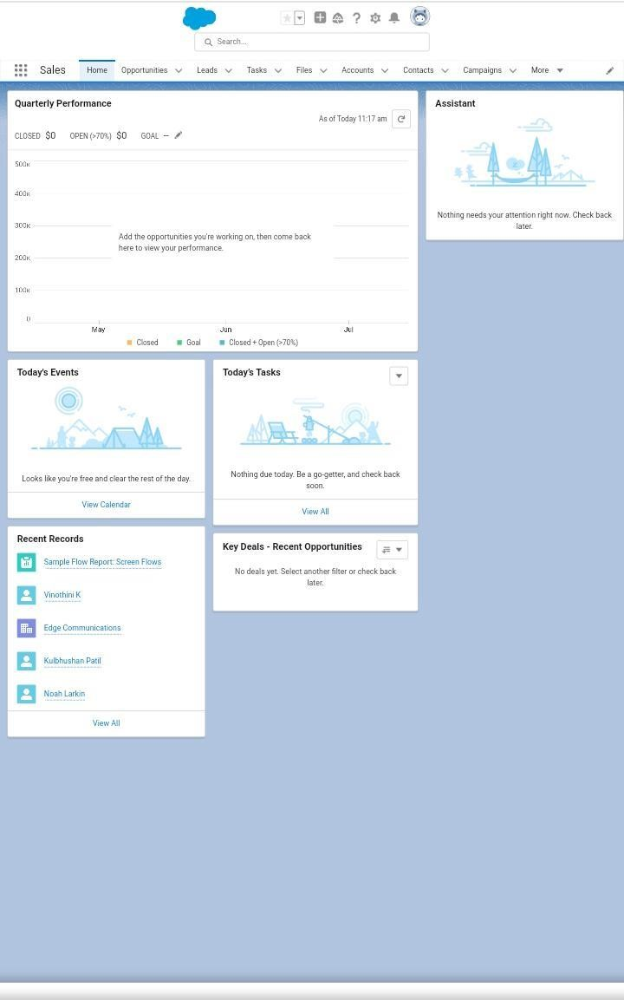 Search...
Sales
Home
Opportunities
Leads
Tasks
Files
Accounts
Contacts
Campaigns
More
Quarterly Performance
As of Today 11:17 am
CLOSED $0 OPEN (>70%) $0 GOAL --
500K
400K
300K
200K
100K
0
Add the opportunities you're working on, then come back
here to view your performance.
May
Jun
Jul
Closed
Goal
Closed + Open (>70%)
Assistant
Nothing needs your attention right now. Check back
later.
Today's Events
Looks like you're free and clear the rest of the day.
View Calendar
Today's Tasks
Nothing due today. Be a go-getter, and check back
soon.
View All
Recent Records
Sample Flow Report: Screen Flows
Vinothini K
Edge Communications
Kulbhushan Patil
Noah Larkin
View All
Key Deals - Recent Opportunities
No deals yet. Select another filter or check back
later.